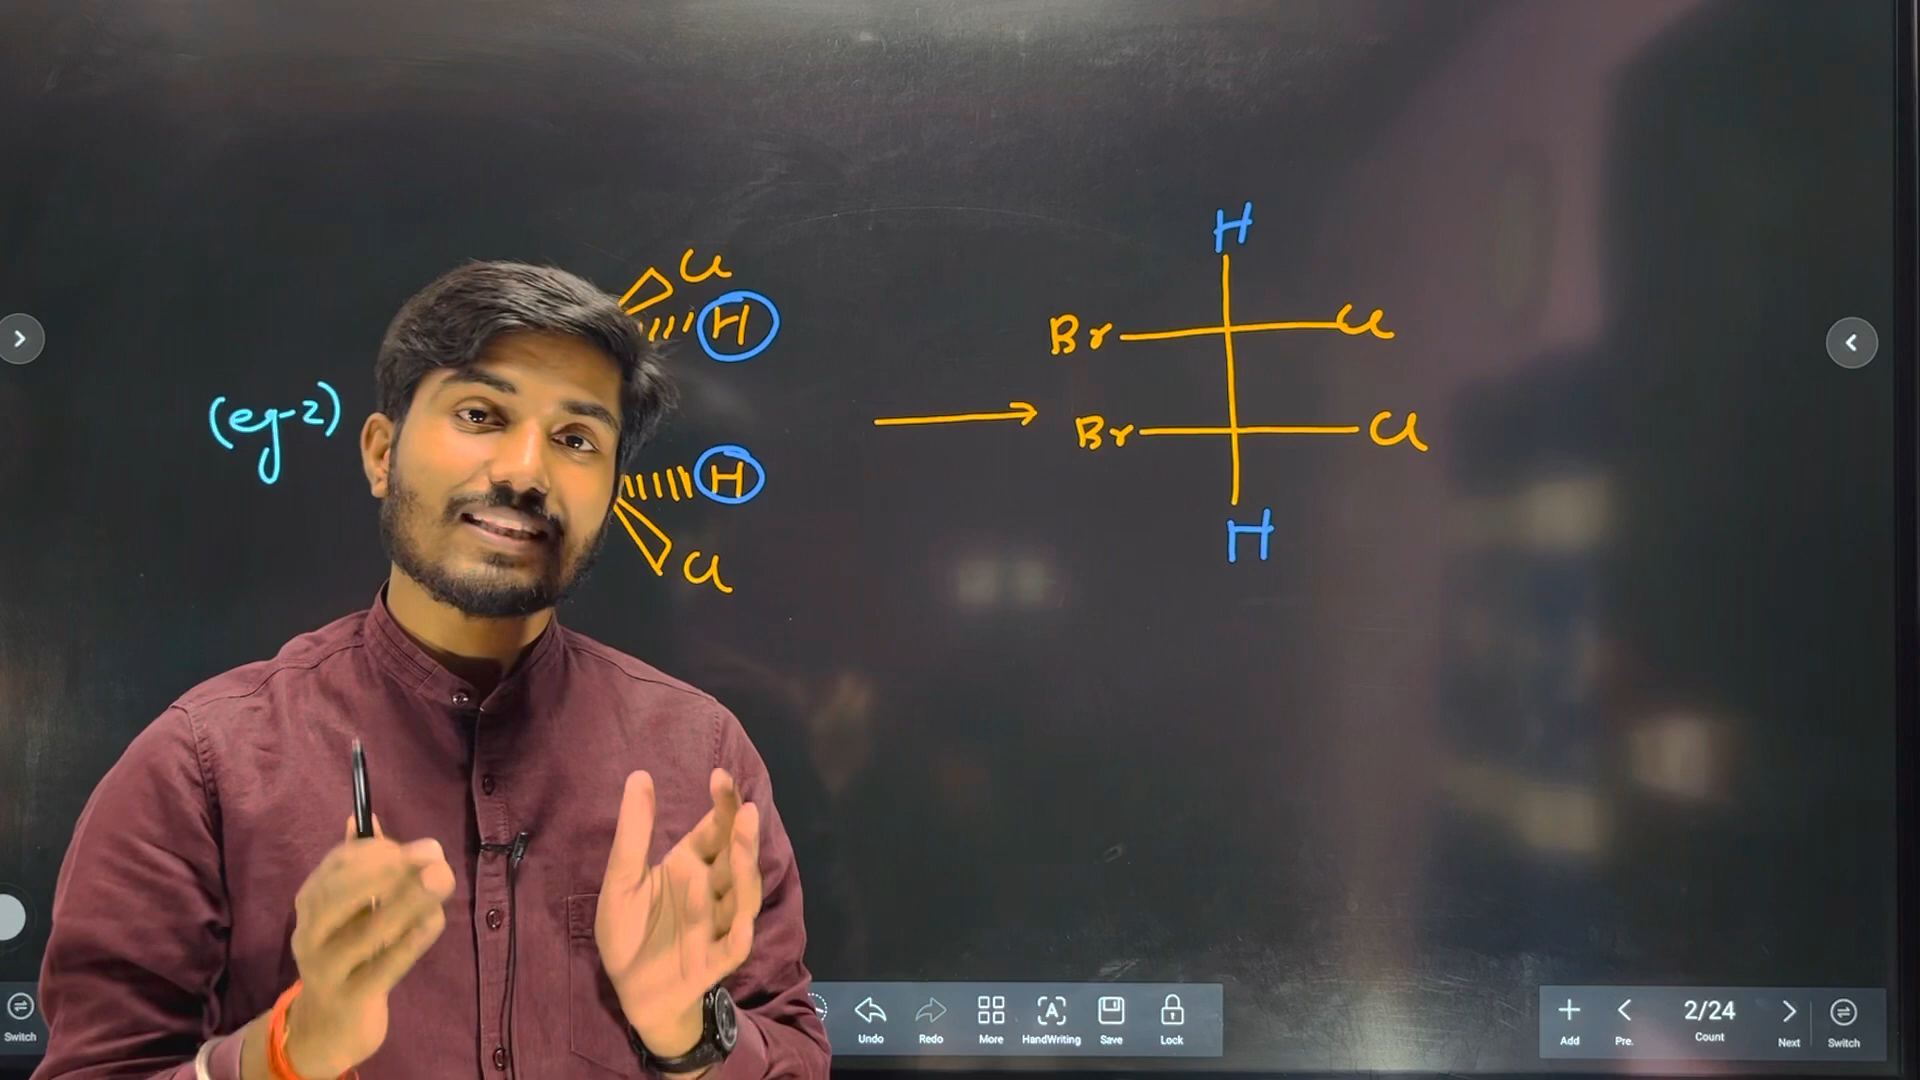 (eg-2)
Cl
H
H
Cl
H
Br Cl
Br Cl
H
Switch
Undo
Redo
More
HandWriting
Save
Lock
Add
Pre.
2/24
Count
Next
Switch